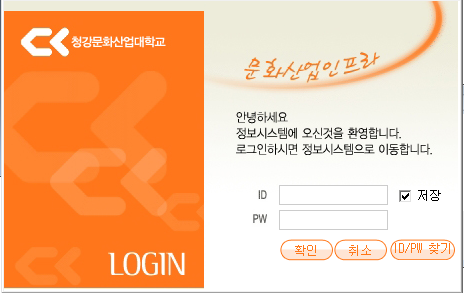 청강문화산업대학교
문화산업인프라
안녕하세요
정보시스템에 오신것을 환영합니다.
로그인하시면 정보시스템으로 이동합니다.
ID
저장
PW
확인 취소 ID/PW 찾기
LOGIN